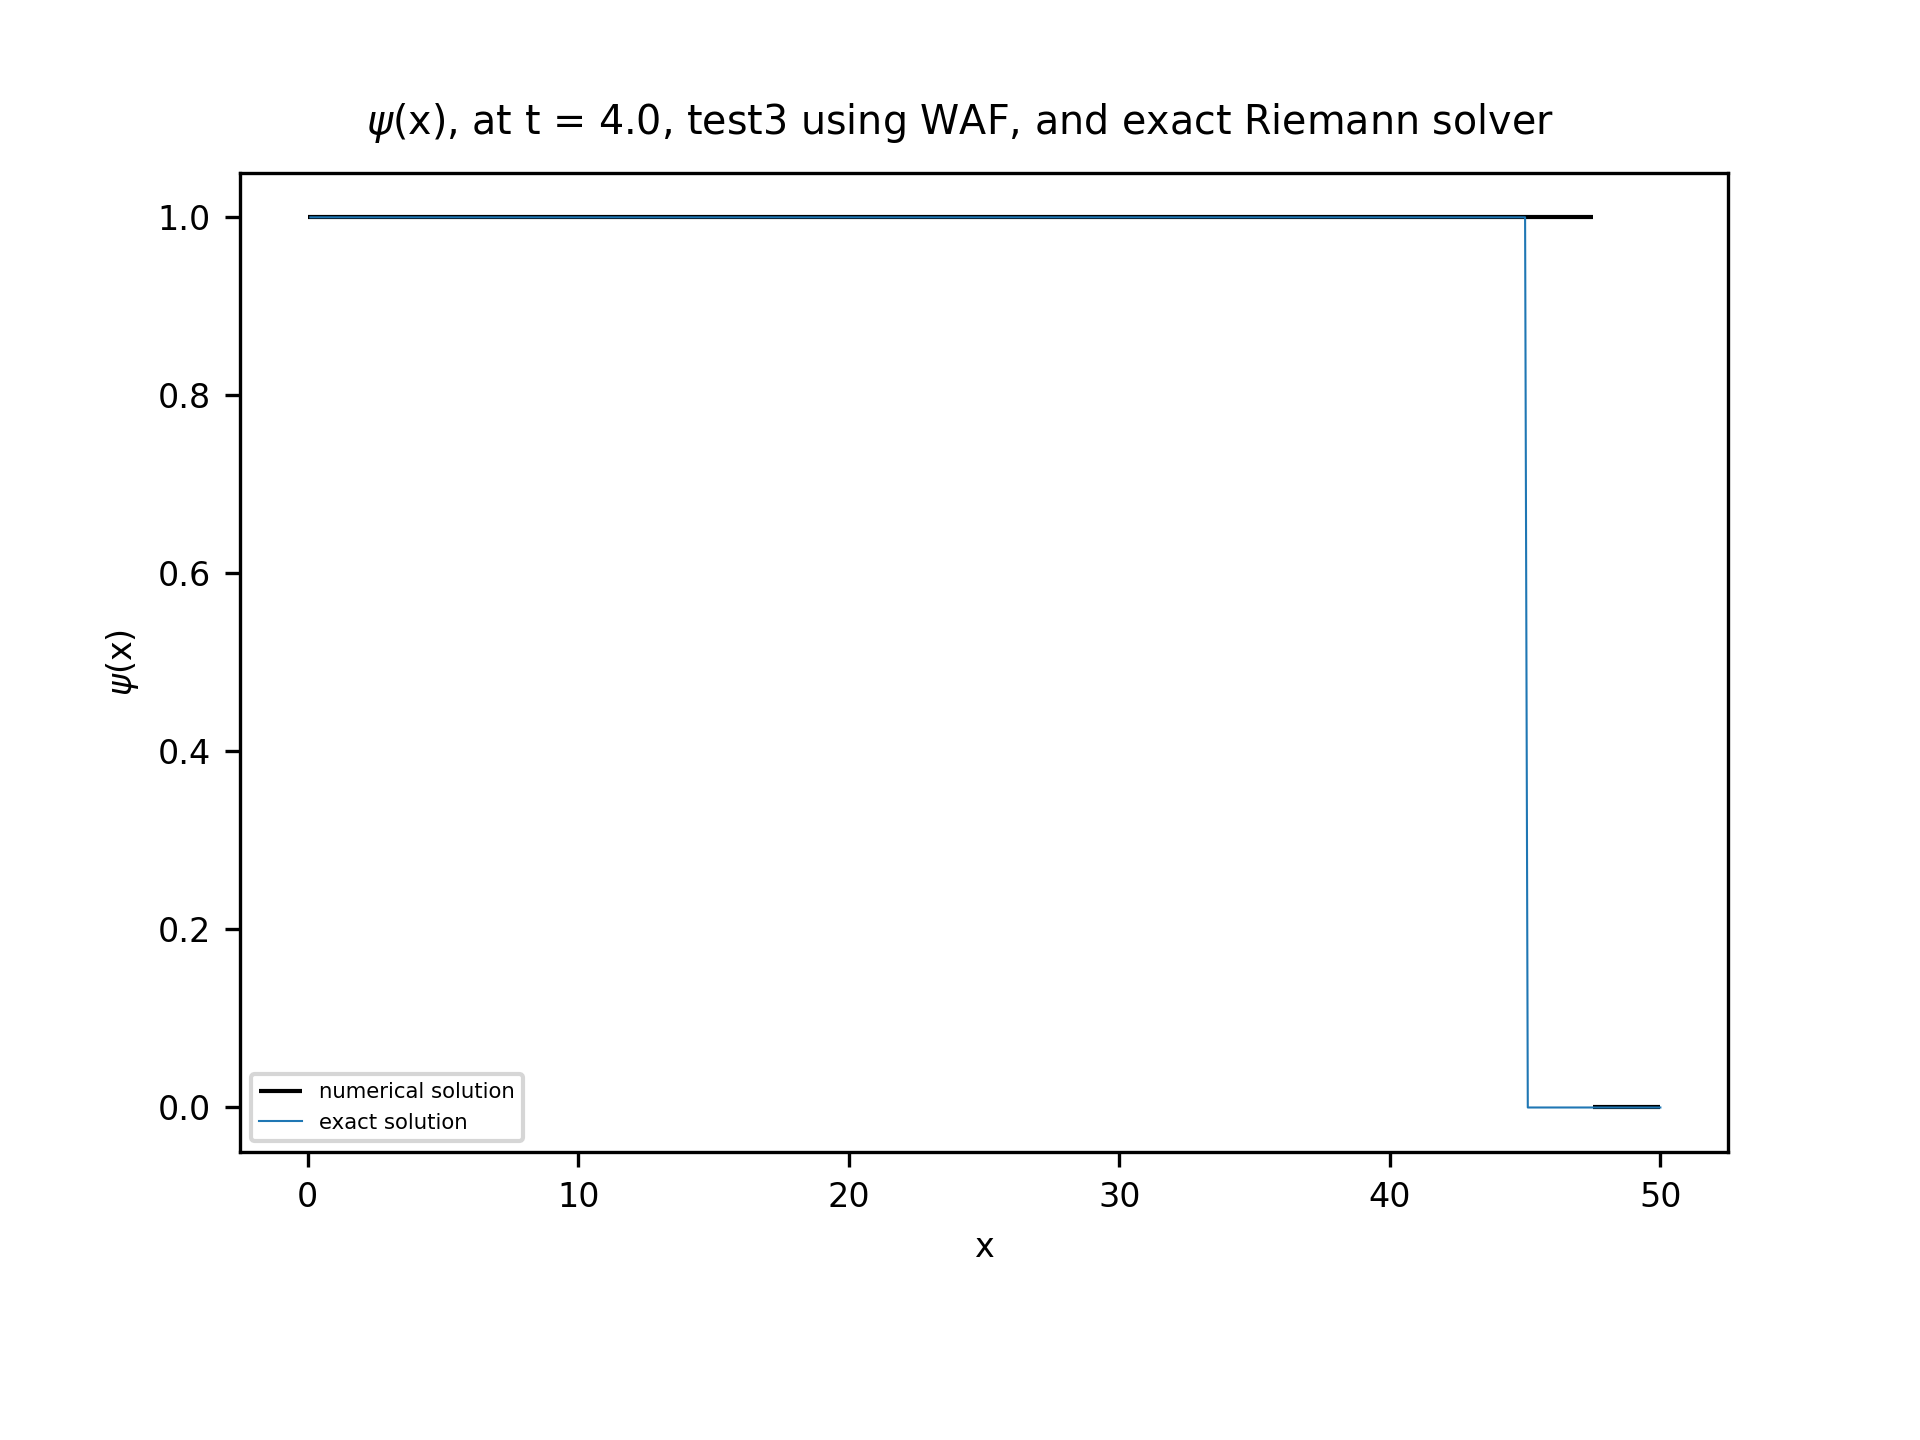 ψ(x), at t = 4.0, test3 using WAF, and exact Riemann solver
1.0
0.8
0.6
0.4
0.2
0.0
ψ(x)
numerical solution
exact solution
0 10 20 30 40 50
x